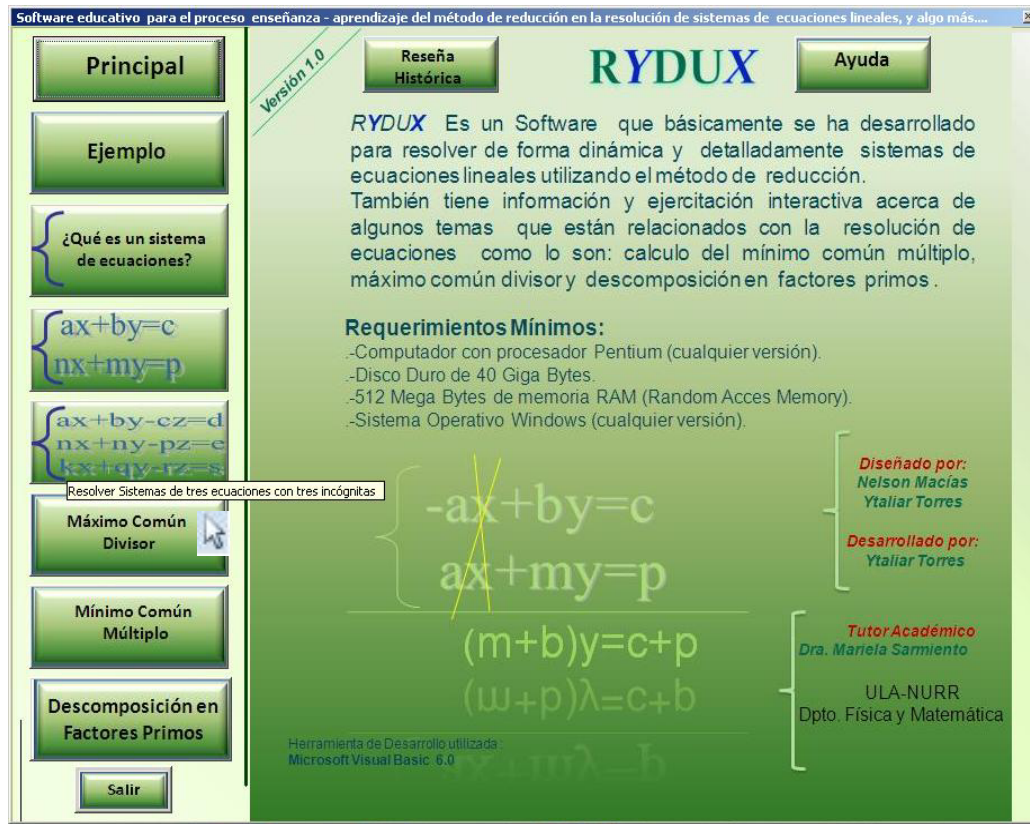 Software educativo para el proceso enseñanza - aprendizaje del método de reducción en la resolución de sistemas de ecuaciones lineales, y algo más....
Principal
Ejemplo
¿Qué es un sistema
de ecuaciones?
ax+by=c
nx+my=p
ax+by-cz=d
nx+ny-pz=e
kx+qy-rz=s
Resolver Sistemas de tres ecuaciones con tres incógnitas
Máximo Común
Divisor
Mínimo Común
Múltiplo
Descomposición en
Factores Primos
Salir
Versión 1.0
Reseña
Histórica
RYDUX
Ayuda
RYDUX Es un Software que básicamente se ha desarrollado
para resolver de forma dinámica y detalladamente sistemas de
ecuaciones lineales utilizando el método de reducción.
También tiene información y ejercitación interactiva acerca de
algunos temas que están relacionados con la resolución de
ecuaciones como lo son: calculo del mínimo común múltiplo,
máximo común divisor y descomposición en factores primos .
Requerimientos Mínimos:
.-Computador con procesador Pentium (cualquier versión).
.-Disco Duro de 40 Giga Bytes.
.-512 Mega Bytes de memoria RAM (Random Acces Memory).
.-Sistema Operativo Windows (cualquier versión).
-ax+by=c
ax+my=p
(m+b)y=c+p
Diseñado por:
Nelson Macías
Ytaliar Torres
Desarrollado por:
Ytaliar Torres
Tutor Académico
Dra. Mariela Sarmiento
ULA-NURR
Dpto. Física y Matemática
Herramienta de Desarrollo utilizada :
Microsoft Visual Basic 6.0